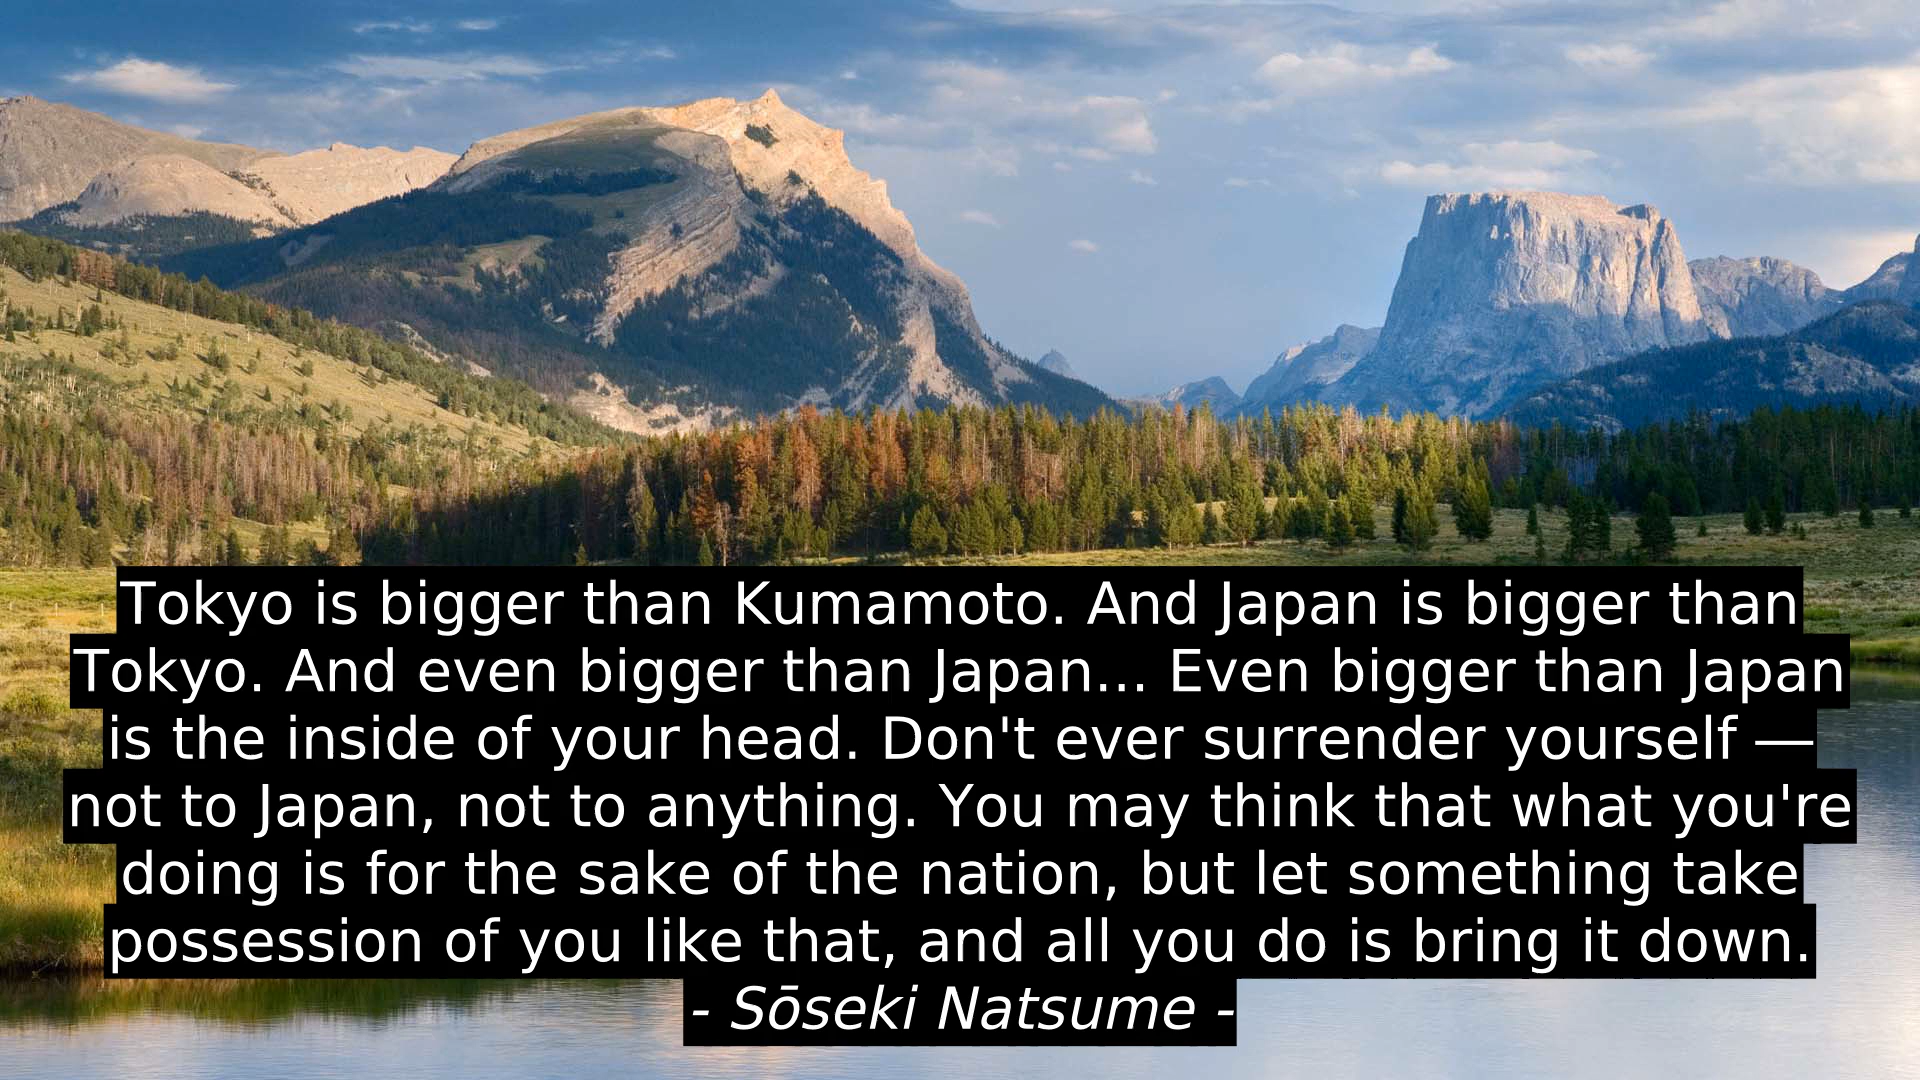 Tokyo is bigger than Kumamoto. And Japan is bigger than
Tokyo. And even bigger than Japan... Even bigger than Japan
is the inside of your head. Don't ever surrender yourself —
not to Japan, not to anything. You may think that what you're
doing is for the sake of the nation, but let something take
possession of you like that, and all you do is bring it down.
- Sōseki Natsume -